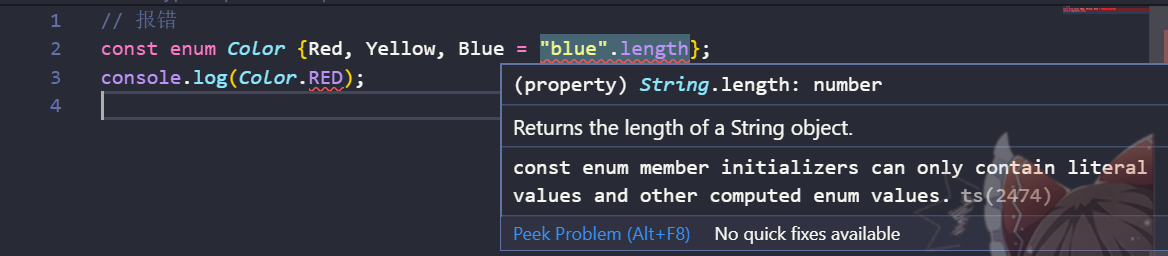 1 // 报错
2 const enum Color {Red, Yellow, Blue = "blue".length};
3 console.log(Color.RED);
4
(property) String.length: number
Returns the length of a String object.
const enum member initializers can only contain literal
values and other computed enum values. ts(2474)
Peek Problem (Alt+F8) No quick fixes available